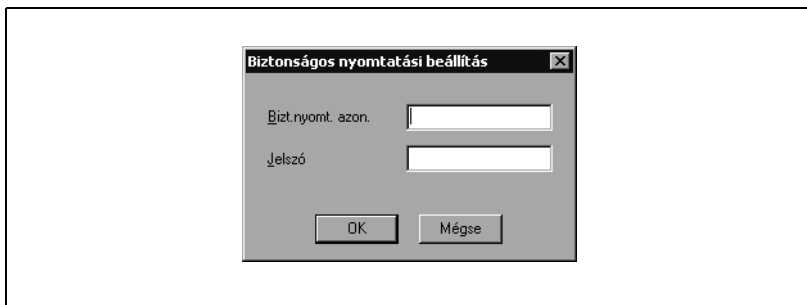 Biztonságos nyomtatási beállítás
Bizt.nyomt. azon.
Jelszó
OK Mégse